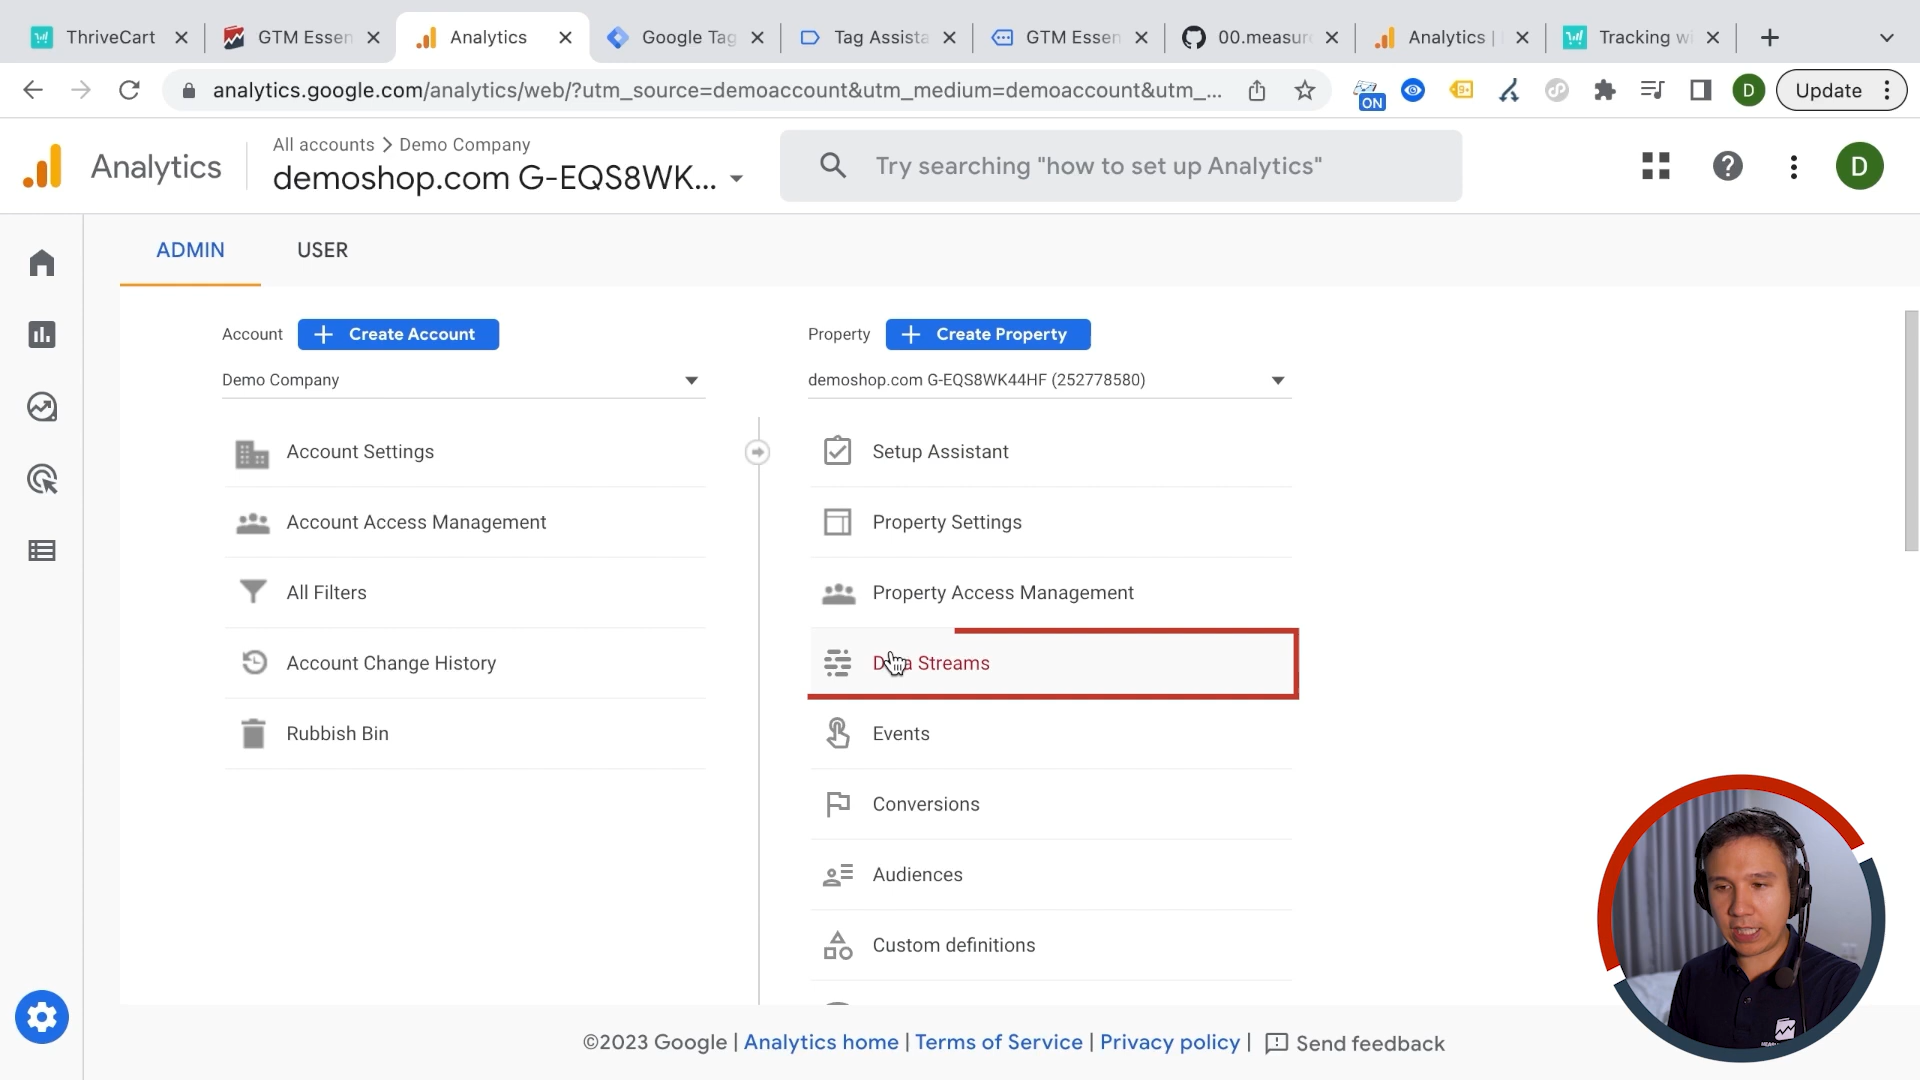 ThriveCart
GTM Essen
Analytics
Google Tag
Tag Assista
GTM Essen
00.measur
Analytics |
Tracking wi
analytics.google.com/analytics/web/?utm_source=demoaccount&utm_medium=demoaccount&utm_...
ON
9+
D
Update
Analytics
All accounts > Demo Company
demoshop.com G-EQS8WK...
Try searching "how to set up Analytics"
D
ADMIN
USER
Account
Create Account
Property
Create Property
Demo Company
demoshop.com G-EQS8WK44HF (252778580)
Account Settings
Setup Assistant
Account Access Management
Property Settings
All Filters
Property Access Management
Account Change History
Data Streams
Rubbish Bin
Events
Conversions
Audiences
Custom definitions
©2023 Google | Analytics home | Terms of Service | Privacy policy | Send feedback